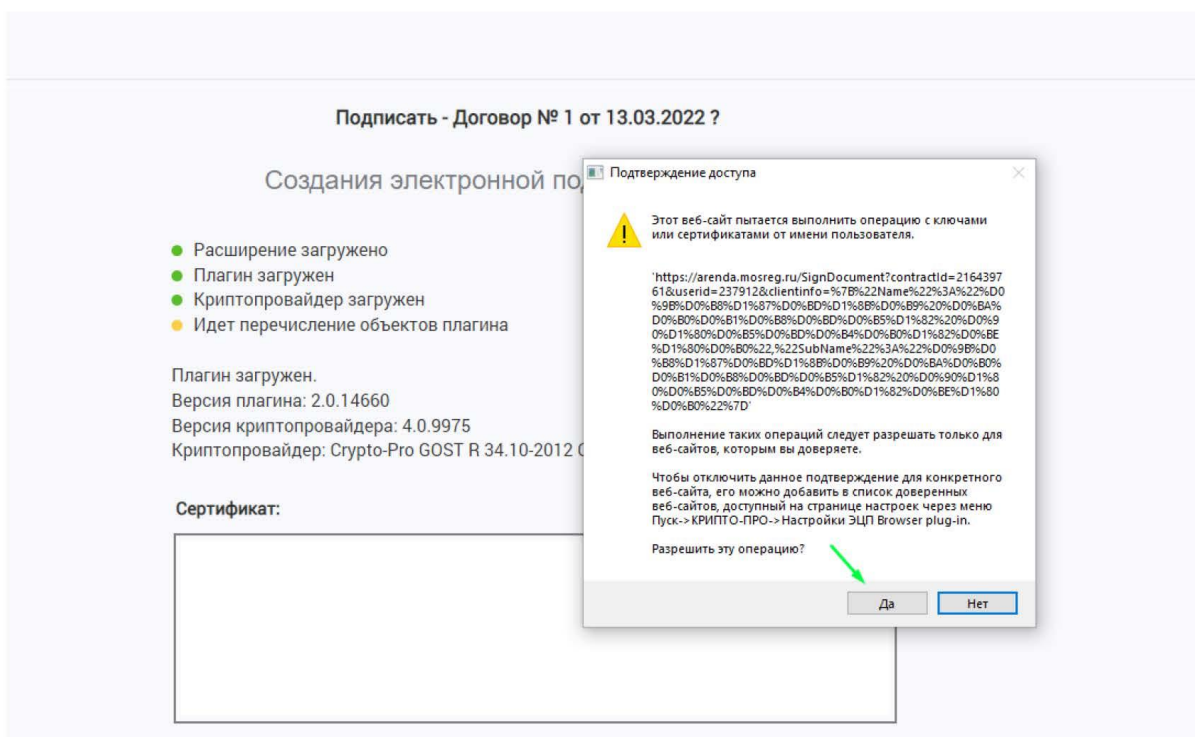 Подписать - Договор № 1 от 13.03.2022 ?
Создания электронной по
Расширение загружено
Плагин загружен
Криптопровайдер загружен
Идет перечисление объектов плагина
Плагин загружен.
Версия плагина: 2.0.14660
Версия криптопровайдера: 4.0.9975
Криптопровайдер: Crypto-Pro GOST R 34.10-2012
Сертификат:
Подтверждение доступа
Этот веб-сайт пытается выполнить операцию с ключами
или сертификатами от имени пользователя.
'https://arenda.mosreg.ru/SignDocument?contractId=2164397
61&userid=237912&clientinfo=%7B%22Name%22%3A%22%D0
%9B%D0%B8%D1%87%D0%BD%D1%8B%D0%B9%20%D0%BA%
D0%B0%D0%B1%D0%B8%D0%BD%D0%B5%D1%82%20%D0%9
0%D1%80%D0%B5%D0%BD%D0%B4%D0%B0%D1%82%D0%BE
%D1%80%D0%B0%22,%22SubName%22%3A%22%D0%9B%D0
%B8%D1%87%D0%BD%D1%8B%D0%B9%20%D0%BA%D0%B0%
D0%B1%D0%B8%D0%BD%D0%B5%D1%82%20%D0%90%D1%8
0%D0%B5%D0%BD%D0%B4%D0%B0%D1%82%D0%BE%D1%80
%D0%B0%22%7D'
Выполнение таких операций следует разрешать только для
веб-сайтов, которым вы доверяете.
Чтобы отключить данное подтверждение для конкретного
веб-сайта, его можно добавить в список доверенных
веб-сайтов, доступный на странице настроек через меню
Пуск->КРИПТО-ПРО->Настройки ЭЦП Browser plug-in.
Разрешить эту операцию?
Да
Нет